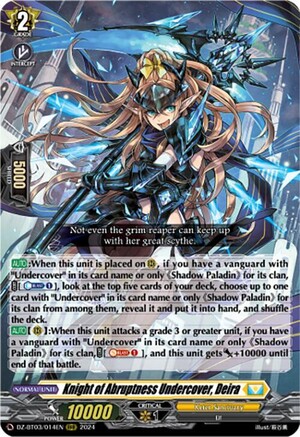 2
GRADE
INTERCEPT
5000
SHIELD
Not even the grim reaper can keep up
with her great scythe.
AUTO :When this unit is placed on , if you have a vanguard with
"Undercover" in its card name or only 《Shadow Paladin》 for its clan,
, look at the top five cards of your deck, choose up to one
card with "Undercover" in its card name or only 《Shadow Paladin》 for
its clan from among them, reveal it and put it into hand, and shuffle
the deck.
AUTO :When this unit attacks a grade 3 or greater unit, if you have a
vanguard with "Undercover" in its card name or only 《Shadow Paladin》
for its clan, , and this unit gets +10000 until
end of that battle.
NORMAL UNIT
Knight of Abruptness Undercover, Deira
POWER 10000
CRITICAL 1
Elf
D DZ-BT03/014EN RRR 2024
illust/